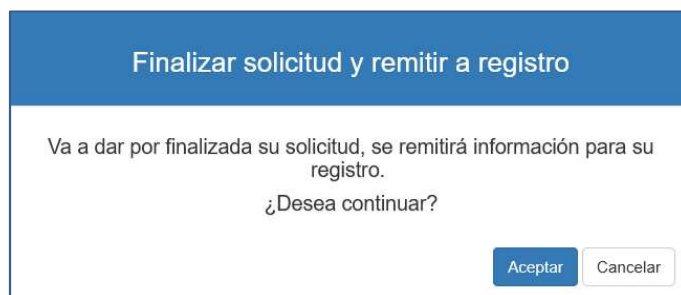 Finalizar solicitud y remitir a registro
Va a dar por finalizada su solicitud, se remitirá información para su
registro.
¿Desea continuar?
Aceptar
Cancelar